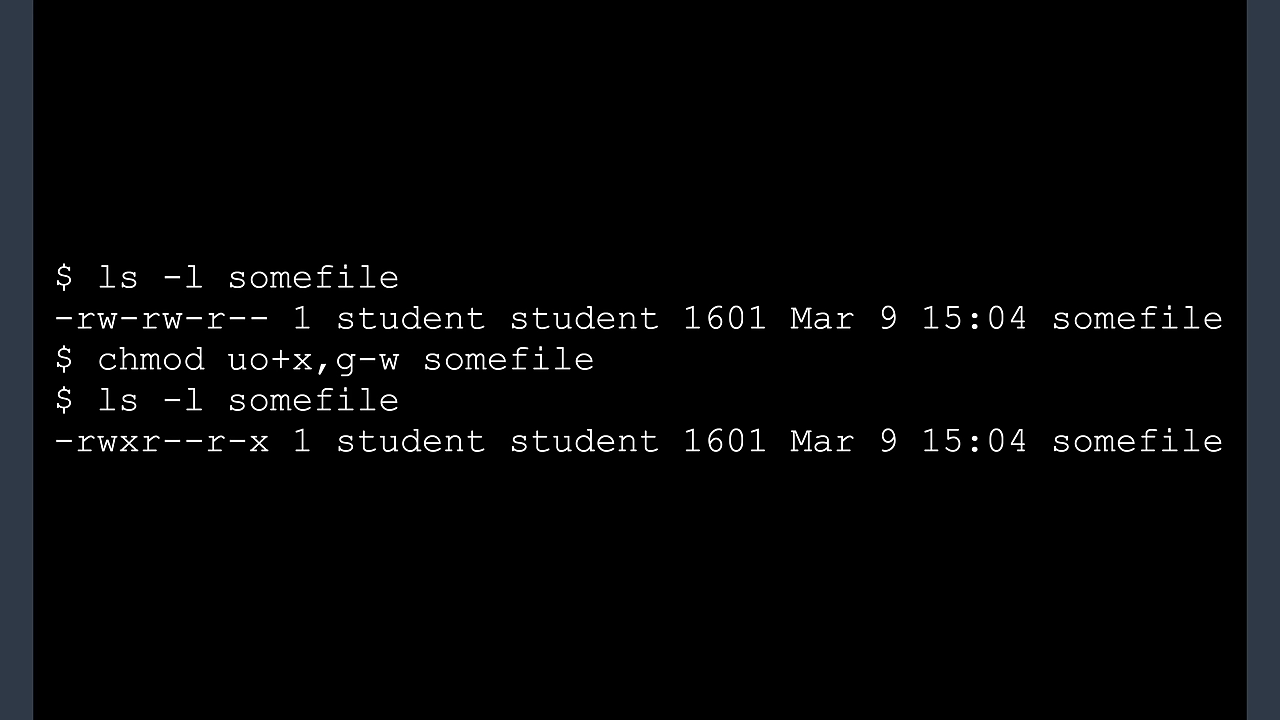 $ ls -l somefile
-rw-rw-r-- 1 student student 1601 Mar 9 15:04 somefile
$ chmod uo+x,g-w somefile
$ ls -l somefile
-rwxr--r-x 1 student student 1601 Mar 9 15:04 somefile